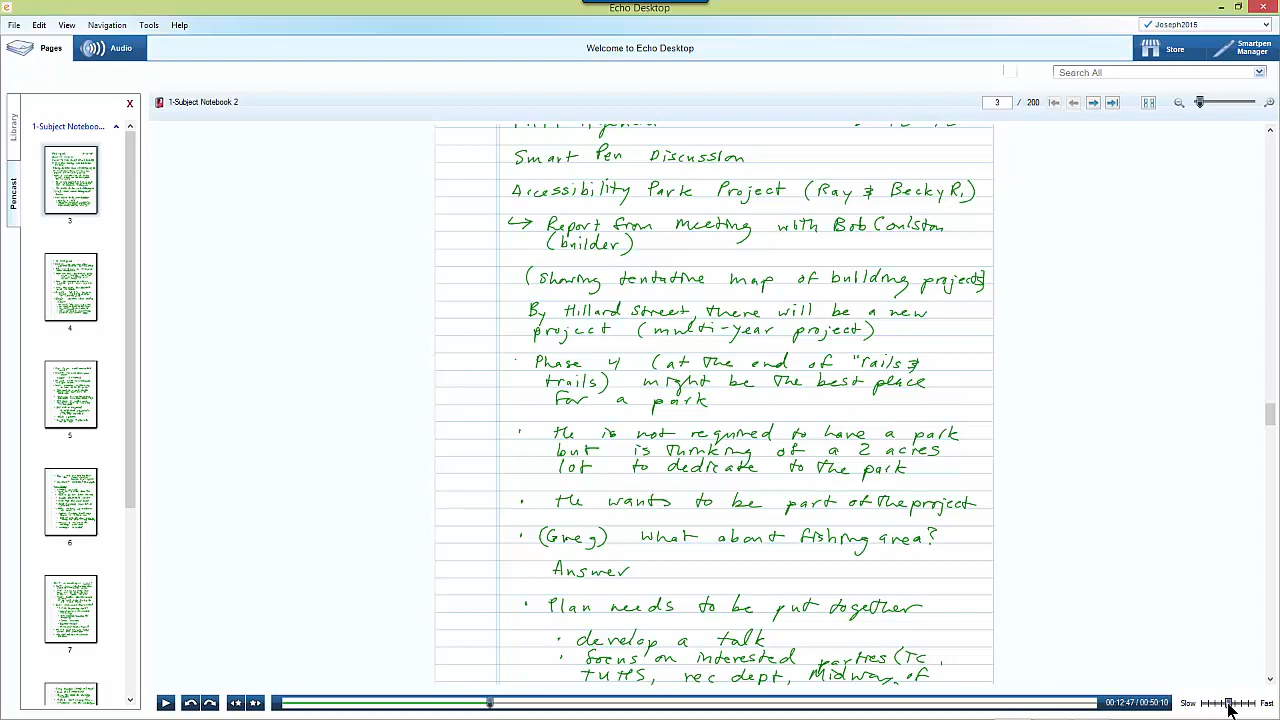 Echo Desktop
File Edit View Navigation Tools Help
Joseph2015
Pages Audio Welcome to Echo Desktop Store Smartpen Manager
Search All
X 1-Subject Notebook 2 3 / 200
Library
Pencast
1-Subject Noteboo...
3
4
5
6
7
Smart Pen Discussion
Accessibility Park Project (Ray & Becky R.)
↳ Report from meeting with Bob Coulston
(builder)
(Showing tentative map of building projects)
By Hillard Street, there will be a new
project (multi-year project)
· Phase 4 (at the end of "rails &
trails) might be the best place
for a park
· He is not required to have a park
but is thinking of a 2 acres
lot to dedicate to the park
· He wants to be part of the project
· (Greg) what about fishing area?
Answer
· Plan needs to be put together
· develop a talk
· focus on interested parties (TC,
TUHS, rec dept, Midway, of
00:12:47 / 00:50:10 Slow Fast